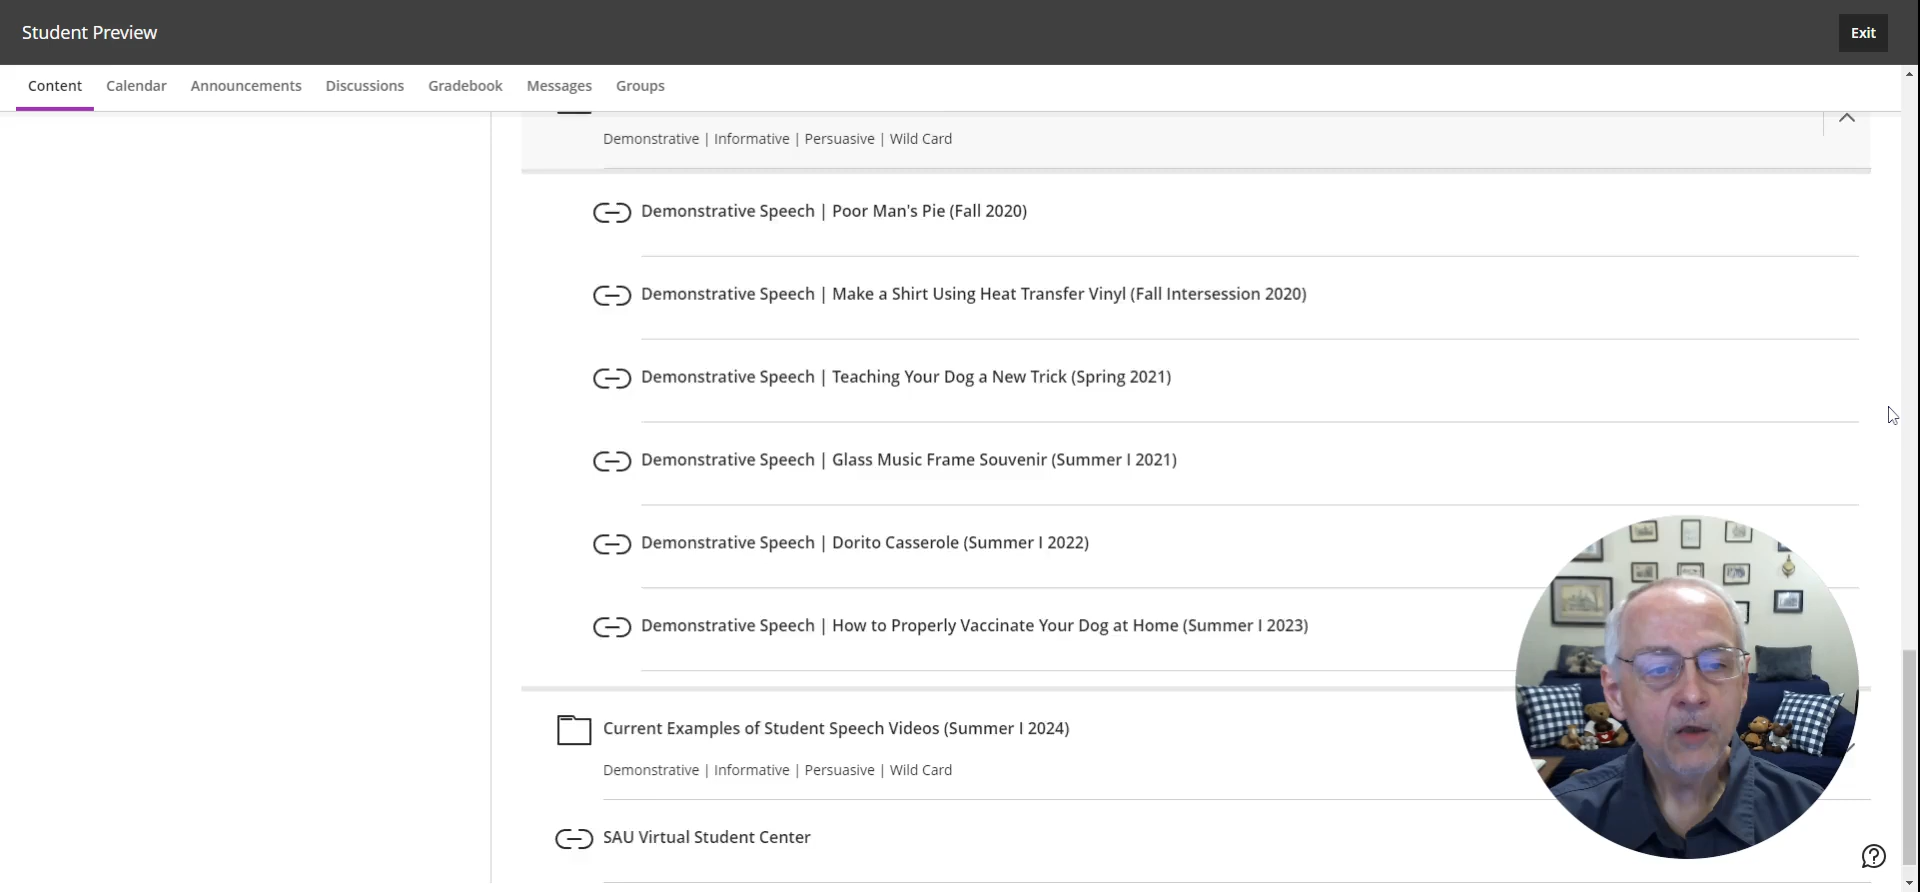 Student Preview
Exit
Content
Calendar
Announcements
Discussions
Gradebook
Messages
Groups
Demonstrative | Informative | Persuasive | Wild Card
Demonstrative Speech | Poor Man's Pie (Fall 2020)
Demonstrative Speech | Make a Shirt Using Heat Transfer Vinyl (Fall Intersession 2020)
Demonstrative Speech | Teaching Your Dog a New Trick (Spring 2021)
Demonstrative Speech | Glass Music Frame Souvenir (Summer I 2021)
Demonstrative Speech | Dorito Casserole (Summer I 2022)
Demonstrative Speech | How to Properly Vaccinate Your Dog at Home (Summer I 2023)
Current Examples of Student Speech Videos (Summer I 2024)
Demonstrative | Informative | Persuasive | Wild Card
SAU Virtual Student Center